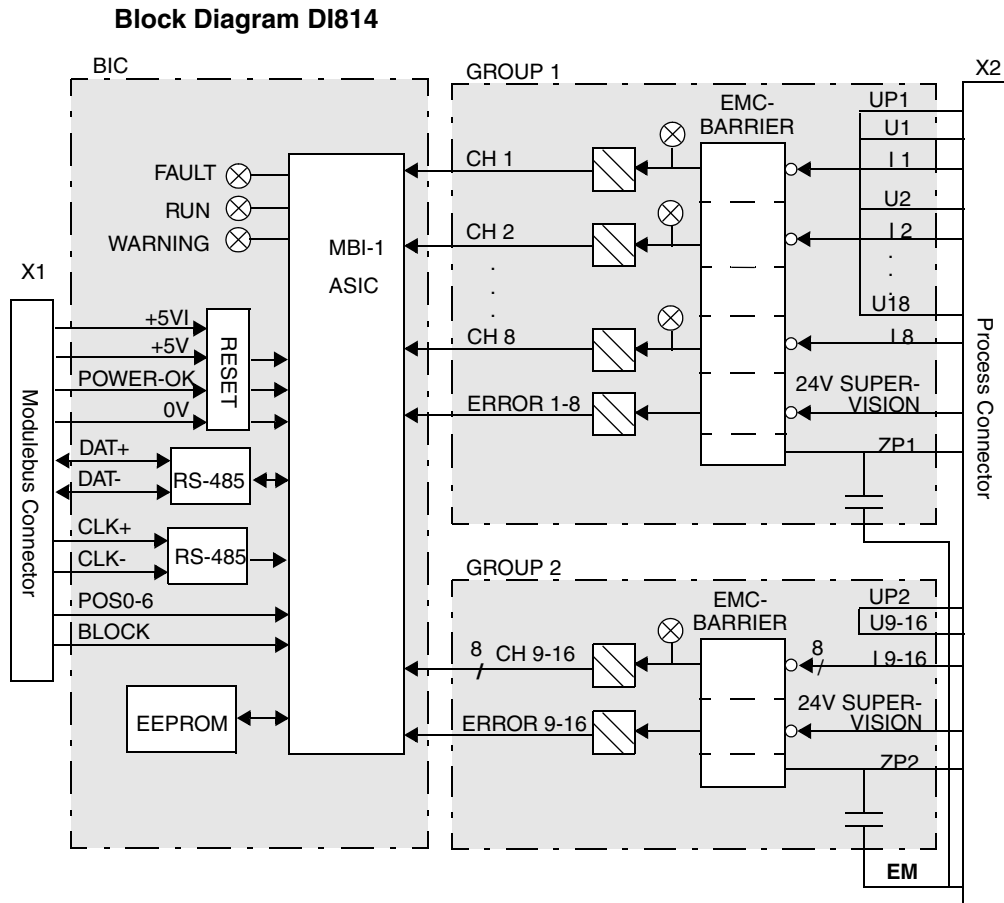 Block Diagram DI814
BIC
FAULT
RUN
WARNING
MBI-1
ASIC
X1
Modulebus Connector
+5VI
+5V
POWER-OK
0V
RESET
DAT+
DAT-
RS-485
CLK+
CLK-
RS-485
POS0-6
BLOCK
EEPROM
GROUP 1
EMC-
BARRIER
CH 1
CH 2
.
.
.
CH 8
ERROR 1-8
X2
Process Connector
UP1
U1
I 1
U2
I 2
.
.
.
U18
I 8
24V SUPER-
VISION
ZP1
GROUP 2
EMC-
BARRIER
8
CH 9-16
ERROR 9-16
UP2
U9-16
8
I 9-16
24V SUPER-
VISION
ZP2
EM